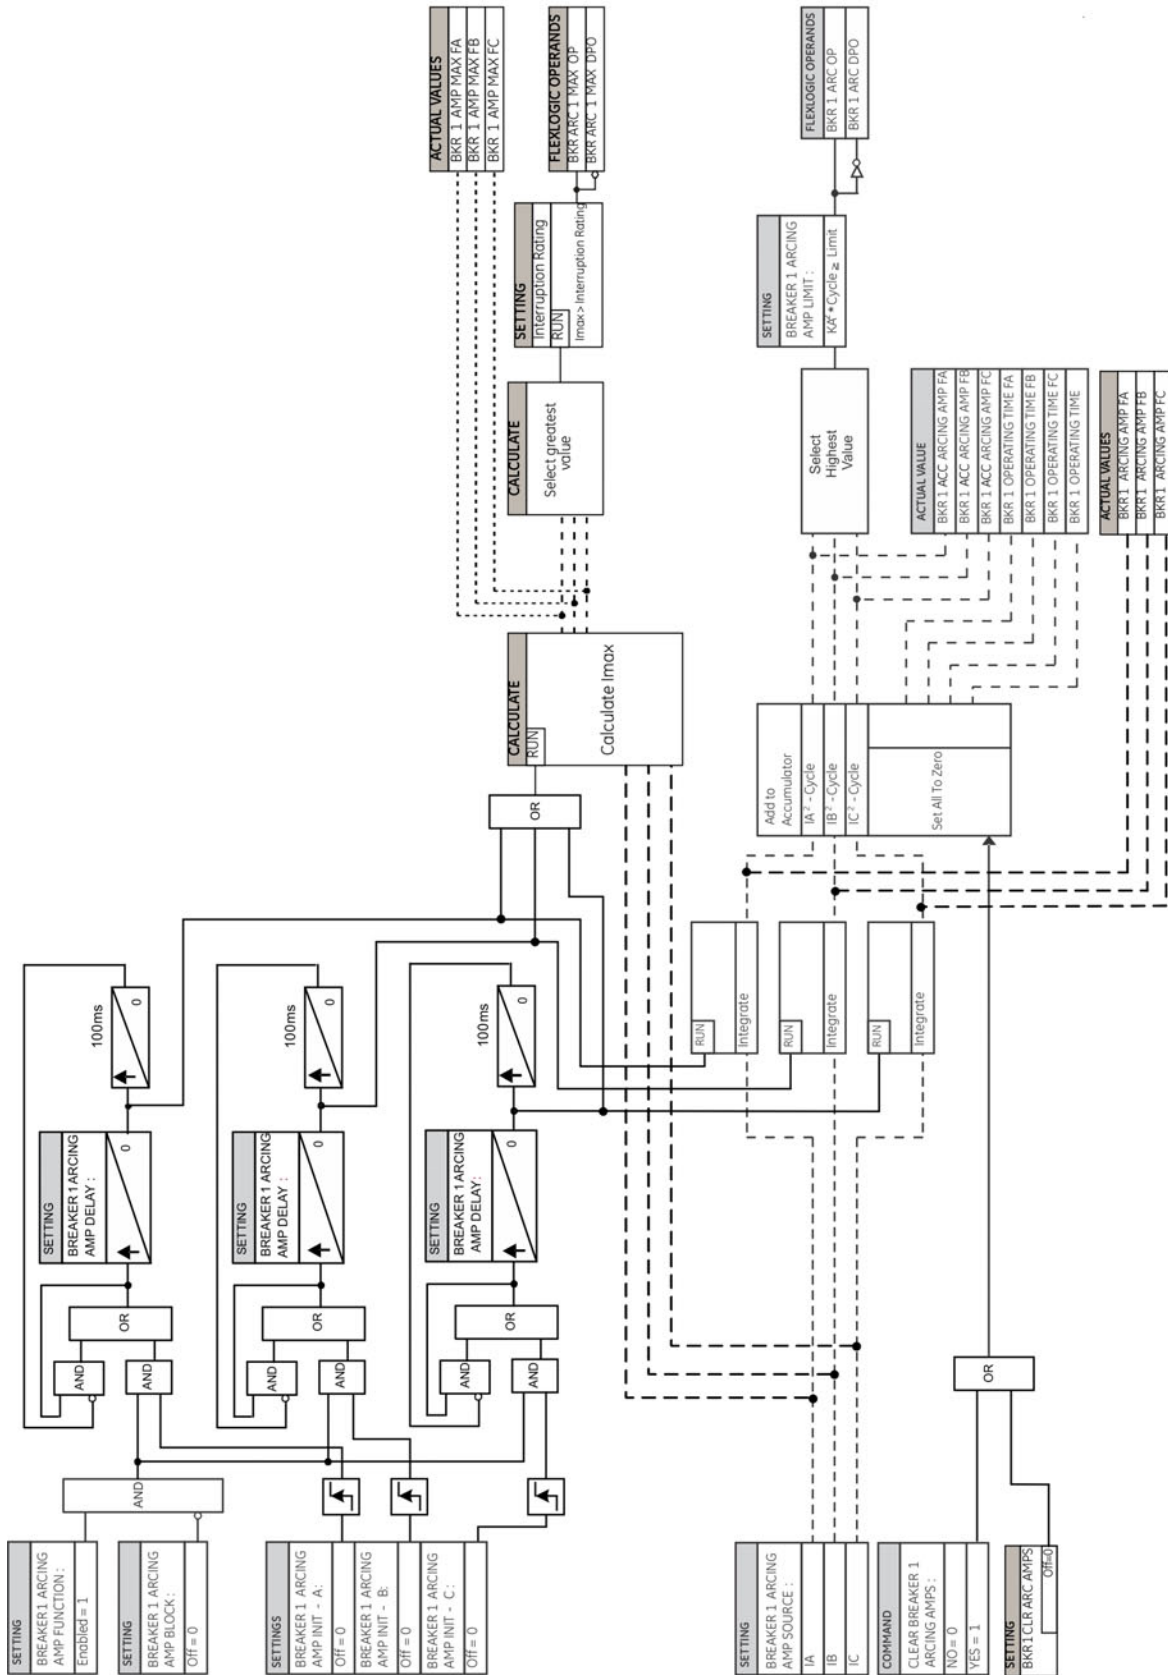 SETTING
BREAKER 1 ARCING
AMP FUNCTION :
Enabled = 1
SETTING
BREAKER 1 ARCING
AMP BLOCK :
Off = 0
SETTINGS
BREAKER 1 ARCING
AMP INIT - A:
Off = 0
BREAKER 1 ARCING
AMP INIT - B:
Off = 0
BREAKER 1 ARCING
AMP INIT - C :
Off = 0
SETTING
BREAKER 1 ARCING
AMP SOURCE :
IA
IB
IC
COMMAND
CLEAR BREAKER 1
ARCING AMPS :
NO = 0
YES = 1
SETTING
BKR1CLR ARC AMPS
Off=0
AND
AND
AND
OR
AND
AND
OR
AND
AND
OR
OR
SETTING
BREAKER 1 ARCING
AMP DELAY :
0
SETTING
BREAKER 1 ARCING
AMP DELAY :
0
SETTING
BREAKER 1 ARCING
AMP DELAY:
0
100ms
0
100ms
0
100ms
0
RUN
Integrate
RUN
Integrate
RUN
Integrate
OR
CALCULATE
RUN
Calculate Imax
Add to
Accumulator
IA² - Cycle
IB² - Cycle
IC² - Cycle
Set All To Zero
CALCULATE
Select greatest
value
Select
Highest
Value
ACTUAL VALUE
BKR 1 ACC ARCING AMP FA
BKR 1 ACC ARCING AMP FB
BKR 1 ACC ARCING AMP FC
BKR 1 OPERATING TIME FA
BKR 1 OPERATING TIME FB
BKR 1 OPERATING TIME FC
BKR 1 OPERATING TIME
ACTUAL VALUES
BKR 1 ARCING AMP FA
BKR 1 ARCING AMP FB
BKR 1 ARCING AMP FC
SETTING
Interruption Rating
RUN
Imax > Interruption Rating
SETTING
BREAKER 1 ARCING
AMP LIMIT :
KA² * Cycle ≥ Limit
ACTUAL VALUES
BKR 1 AMP MAX FA
BKR 1 AMP MAX FB
BKR 1 AMP MAX FC
FLEXLOGIC OPERANDS
BKR ARC 1 MAX OP
BKR ARC 1 MAX DPO
FLEXLOGIC OPERANDS
BKR 1 ARC OP
BKR 1 ARC DPO